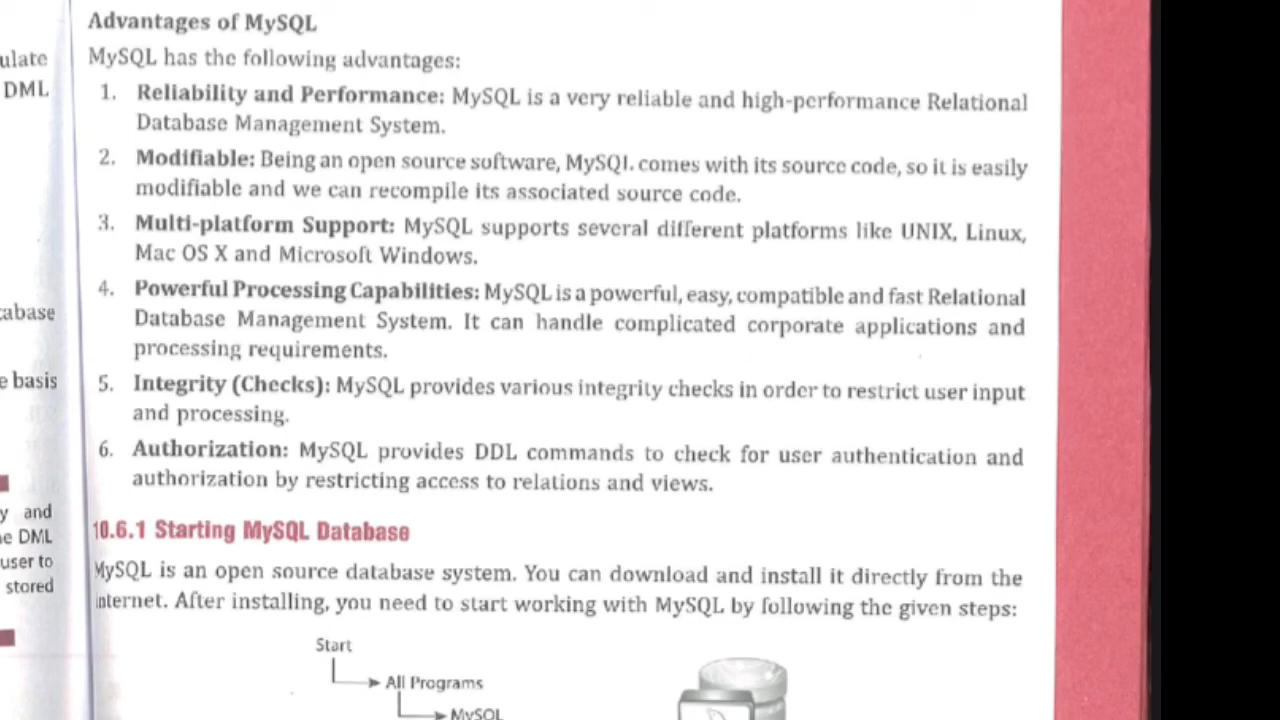 ulate
DML
tabase
e basis
y and
e DML
user to
stored
Advantages of MySQL
MySQL has the following advantages:
1. Reliability and Performance: MySQL is a very reliable and high-performance Relational
Database Management System.
2. Modifiable: Being an open source software, MySQL comes with its source code, so it is easily
modifiable and we can recompile its associated source code.
3. Multi-platform Support: MySQL supports several different platforms like UNIX, Linux,
Mac OS X and Microsoft Windows.
4. Powerful Processing Capabilities: MySQL is a powerful, easy, compatible and fast Relational
Database Management System. It can handle complicated corporate applications and
processing requirements.
5. Integrity (Checks): MySQL provides various integrity checks in order to restrict user input
and processing.
6. Authorization: MySQL provides DDL commands to check for user authentication and
authorization by restricting access to relations and views.
10.6.1 Starting MySQL Database
MySQL is an open source database system. You can download and install it directly from the
internet. After installing, you need to start working with MySQL by following the given steps:
Start
All Programs
MySQL